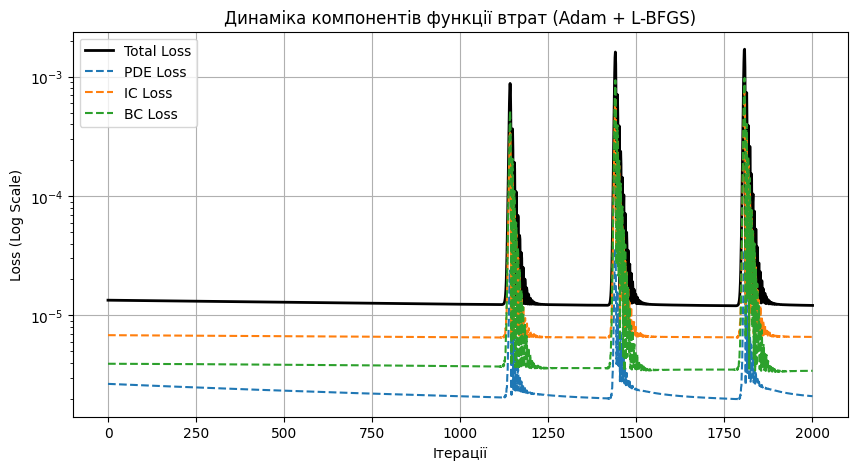 Динаміка компонентів функції втрат (Adam + L-BFGS)
Total Loss
PDE Loss
IC Loss
BC Loss
Loss (Log Scale)
10⁻³
10⁻⁴
10⁻⁵
0 250 500 750 1000 1250 1500 1750 2000
Ітерації